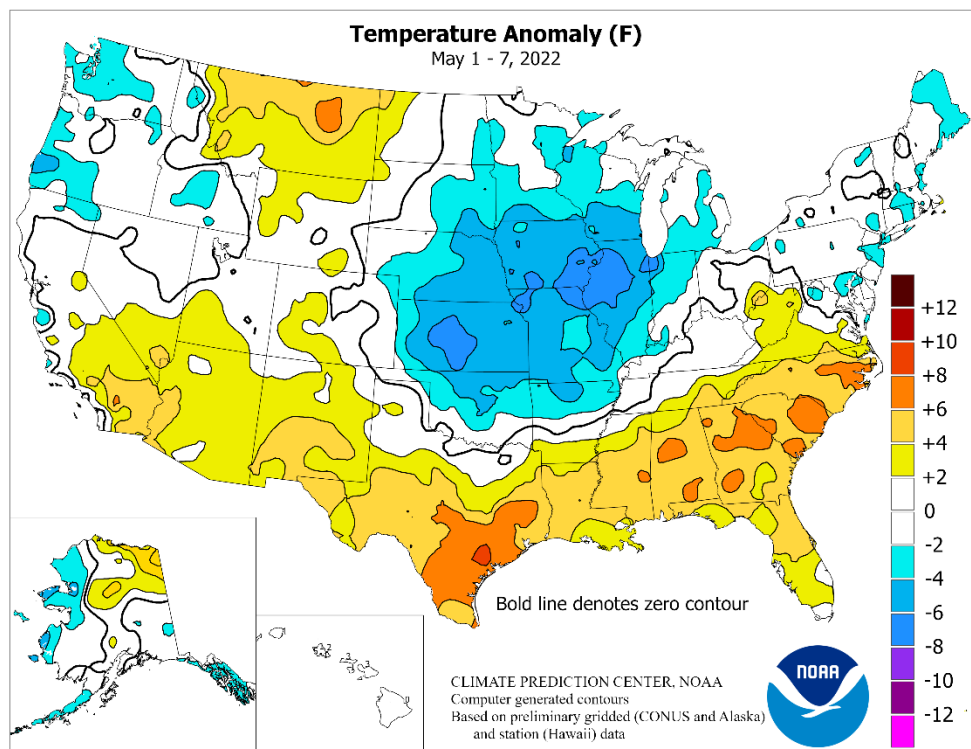 Temperature Anomaly (F)
May 1 - 7, 2022
+12
+10
+8
+6
+4
+2
0
-2
-4
-6
-8
-10
-12
Bold line denotes zero contour
CLIMATE PREDICTION CENTER, NOAA
Computer generated contours
Based on preliminary gridded (CONUS and Alaska)
and station (Hawaii) data
NOAA